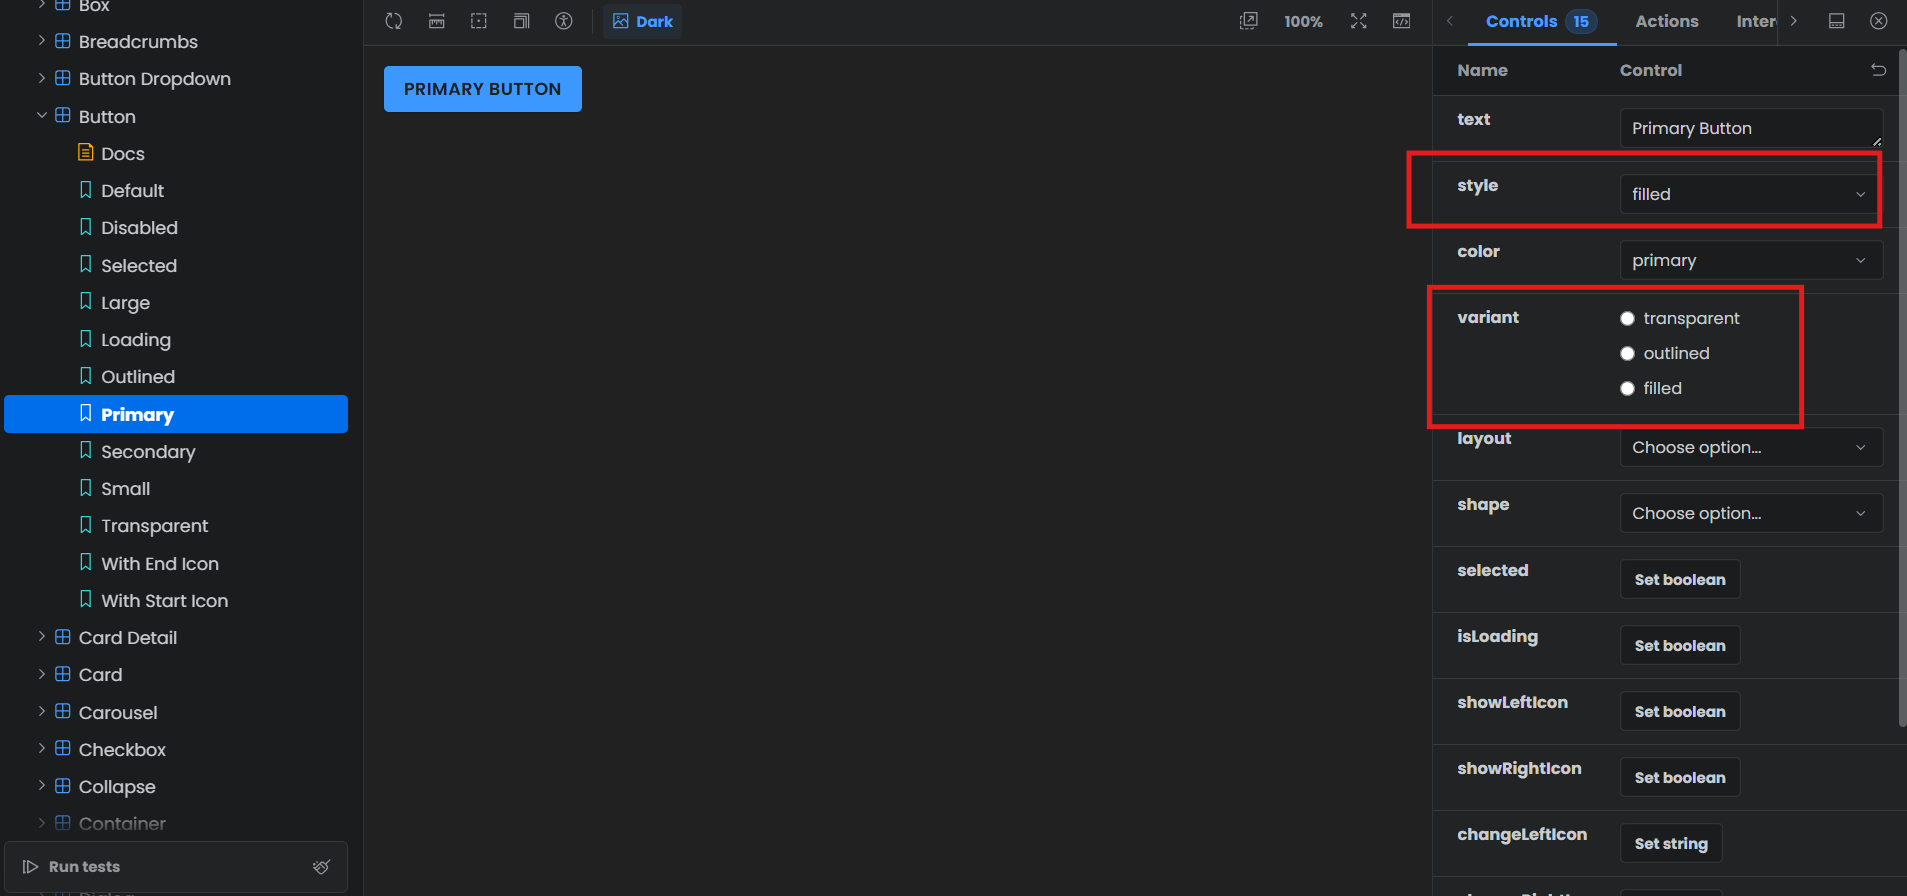 Box
Breadcrumbs
Button Dropdown
Button
Docs
Default
Disabled
Selected
Large
Loading
Outlined
Primary
Secondary
Small
Transparent
With End Icon
With Start Icon
Card Detail
Card
Carousel
Checkbox
Collapse
Container
Run tests
Dark
100%
PRIMARY BUTTON
Controls 15 Actions Inter
Name Control
text Primary Button
style filled
color primary
variant transparent
outlined
filled
layout Choose option...
shape Choose option...
selected Set boolean
isLoading Set boolean
showLeftIcon Set boolean
showRightIcon Set boolean
changeLeftIcon Set string